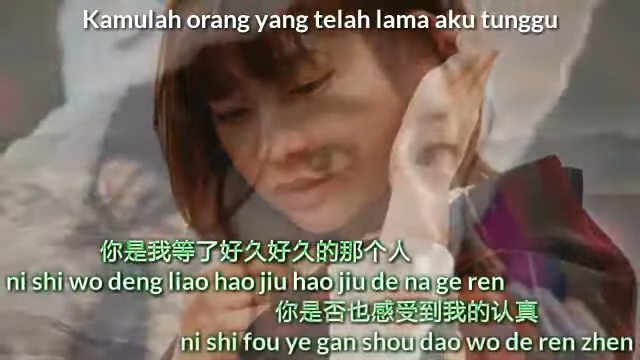 Kamulah orang yang telah lama aku tunggu
你是我等了好久好久的那个人
ni shi wo deng liao hao jiu hao jiu de na ge ren
你是否也感受到我的认真
ni shi fou ye gan shou dao wo de ren zhen